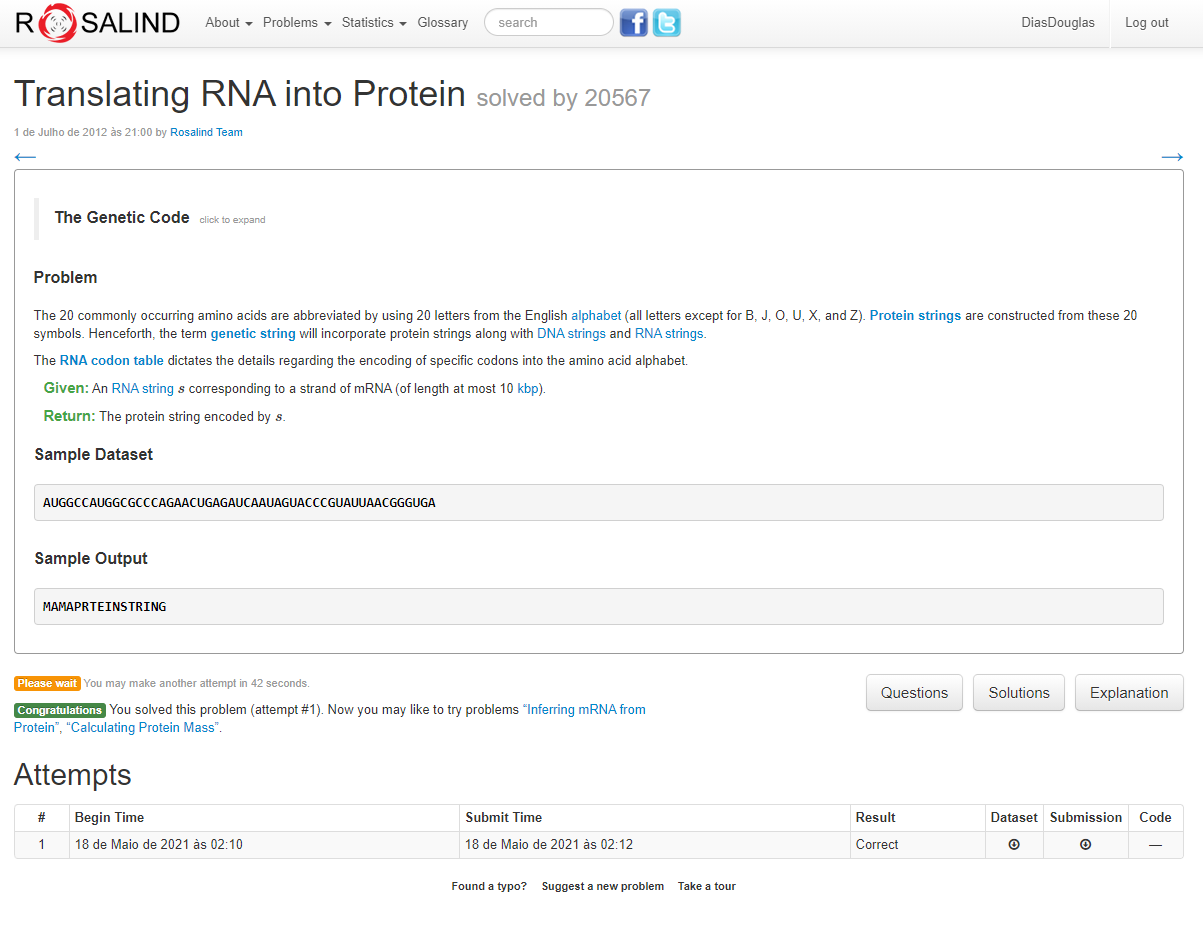 ROSALIND About Problems Statistics Glossary search DiasDouglas Log out
Translating RNA into Protein solved by 20567
1 de Julho de 2012 às 21:00 by Rosalind Team
← →
The Genetic Code click to expand
Problem
The 20 commonly occurring amino acids are abbreviated by using 20 letters from the English alphabet (all letters except for B, J, O, U, X, and Z). Protein strings are constructed from these 20
symbols. Henceforth, the term genetic string will incorporate protein strings along with DNA strings and RNA strings.
The RNA codon table dictates the details regarding the encoding of specific codons into the amino acid alphabet.
Given: An RNA string s corresponding to a strand of mRNA (of length at most 10 kbp).
Return: The protein string encoded by s.
Sample Dataset
AUGGCCAUGGCGCCCAGAACUGAGAUCAAUAGUACCCGUAUUAACGGGUGA
Sample Output
MAMAPRTEINSTRING
Please wait You may make another attempt in 42 seconds.
Questions Solutions Explanation
Congratulations You solved this problem (attempt #1). Now you may like to try problems “Inferring mRNA from
Protein”, “Calculating Protein Mass”.
Attempts
# Begin Time Submit Time Result Dataset Submission Code
1 18 de Maio de 2021 às 02:10 18 de Maio de 2021 às 02:12 Correct —
Found a typo? Suggest a new problem Take a tour